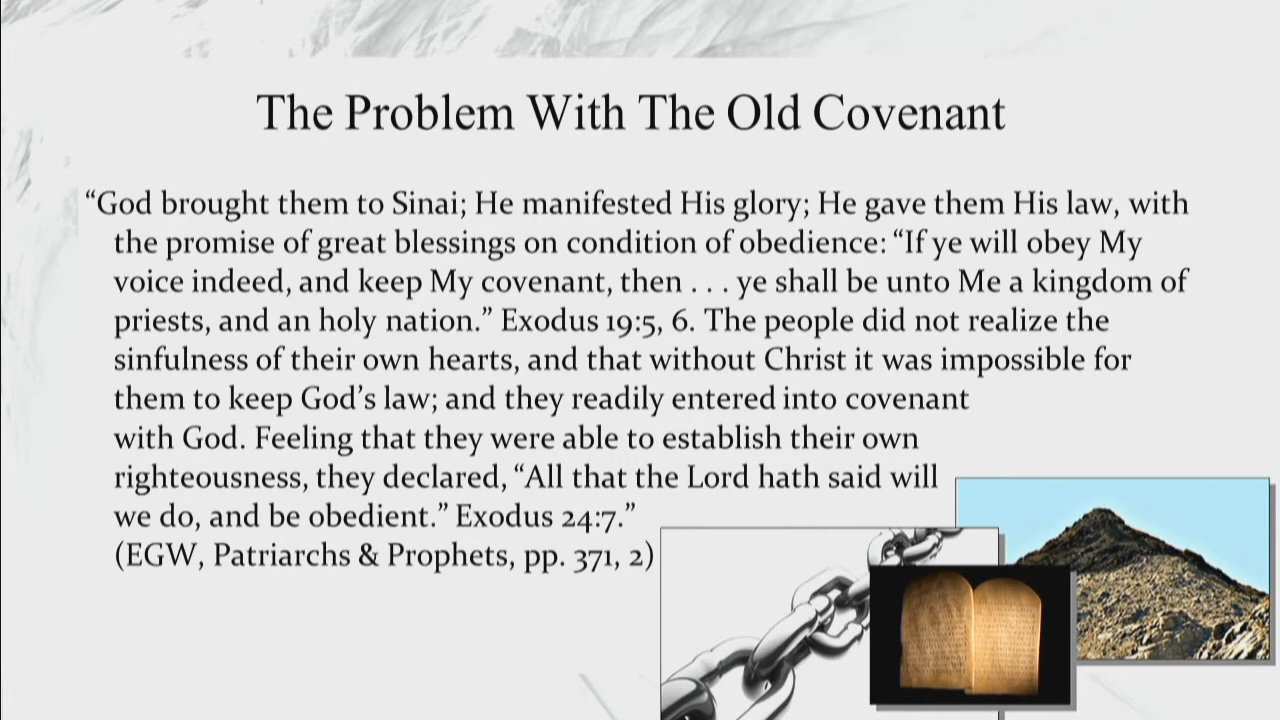 The Problem With The Old Covenant
“God brought them to Sinai; He manifested His glory; He gave them His law, with
the promise of great blessings on condition of obedience: “If ye will obey My
voice indeed, and keep My covenant, then . . . ye shall be unto Me a kingdom of
priests, and an holy nation.” Exodus 19:5, 6. The people did not realize the
sinfulness of their own hearts, and that without Christ it was impossible for
them to keep God’s law; and they readily entered into covenant
with God. Feeling that they were able to establish their own
righteousness, they declared, “All that the Lord hath said will
we do, and be obedient.” Exodus 24:7.”
(EGW, Patriarchs & Prophets, pp. 371, 2)